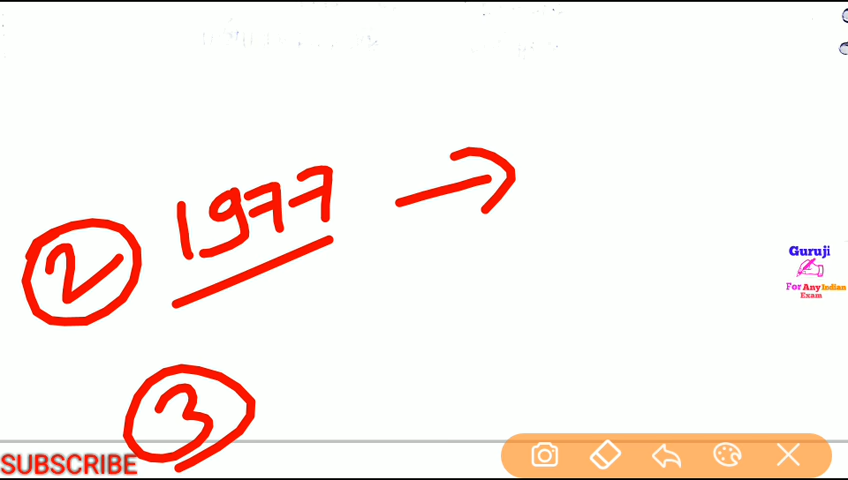 2 1977 →
Guruji
For Any Indian
Exam
3
SUBSCRIBE